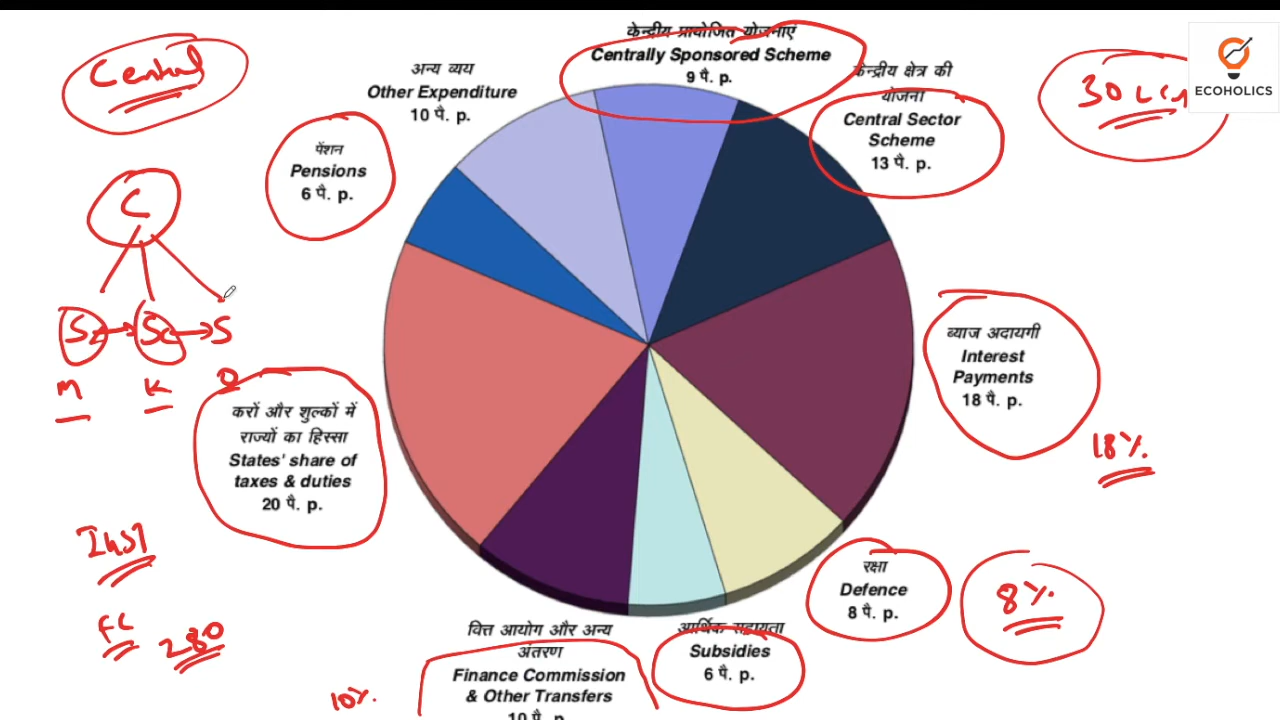 Central
केन्द्रीय प्रायोजित योजनाएं
Centrally Sponsored Scheme
9 पै. p.
अन्य व्यय
Other Expenditure
10 पै. p.
केन्द्रीय क्षेत्र की
योजना
Central Sector
Scheme
13 पै. p.
ECOHOLICS
पेंशन
Pensions
6 पै. p.
C
M
K
O
ब्याज अदायगी
Interest
Payments
18 पै. p.
18%
करों और शुल्कों में
राज्यों का हिस्सा
States' share of
taxes & duties
20 पै. p.
रक्षा
Defence
8 पै. p.
8%
FC
280
वित्त आयोग और अन्य
अंतरण
Finance Commission
& Other Transfers
10 पै. p.
10%.
आर्थिक सहायता
Subsidies
6 पै. p.